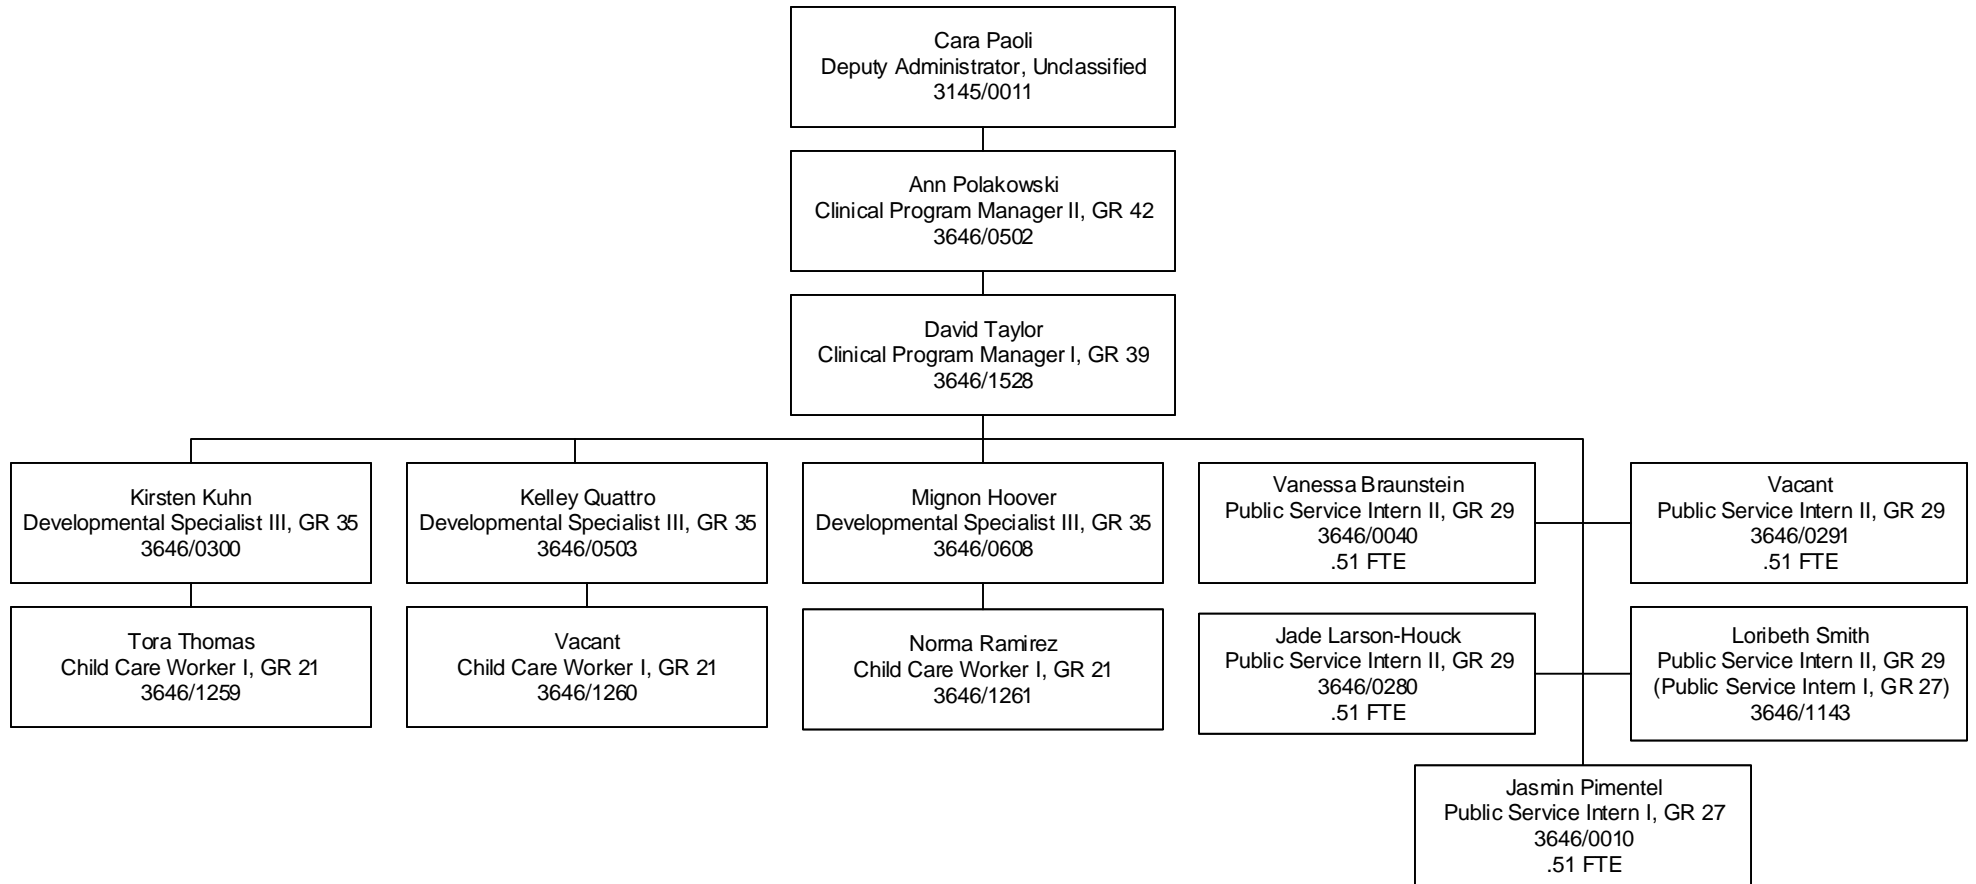 Cara Paoli
Deputy Administrator, Unclassified
3145/0011
Ann Polakowski
Clinical Program Manager II, GR 42
3646/0502
David Taylor
Clinical Program Manager I, GR 39
3646/1528
Kirsten Kuhn
Developmental Specialist III, GR 35
3646/0300
Kelley Quattro
Developmental Specialist III, GR 35
3646/0503
Mignon Hoover
Developmental Specialist III, GR 35
3646/0608
Vanessa Braunstein
Public Service Intern II, GR 29
3646/0040
.51 FTE
Vacant
Public Service Intern II, GR 29
3646/0291
.51 FTE
Tora Thomas
Child Care Worker I, GR 21
3646/1259
Vacant
Child Care Worker I, GR 21
3646/1260
Norma Ramirez
Child Care Worker I, GR 21
3646/1261
Jade Larson-Houck
Public Service Intern II, GR 29
3646/0280
.51 FTE
Loribeth Smith
Public Service Intern II, GR 29
(Public Service Intern I, GR 27)
3646/1143
Jasmin Pimentel
Public Service Intern I, GR 27
3646/0010
.51 FTE